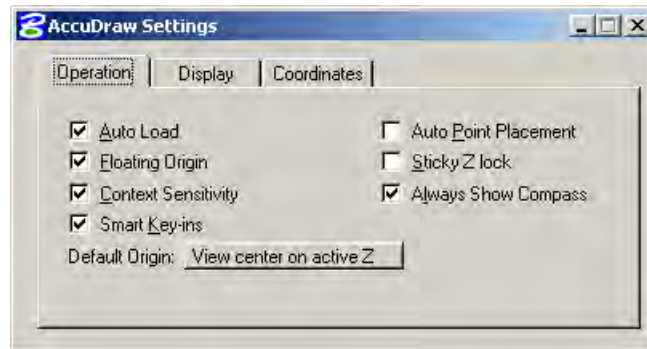 AccuDraw Settings
Operation Display Coordinates
Auto Load Auto Point Placement
Floating Origin Sticky Z lock
Context Sensitivity Always Show Compass
Smart Key-ins
Default Origin: View center on active Z